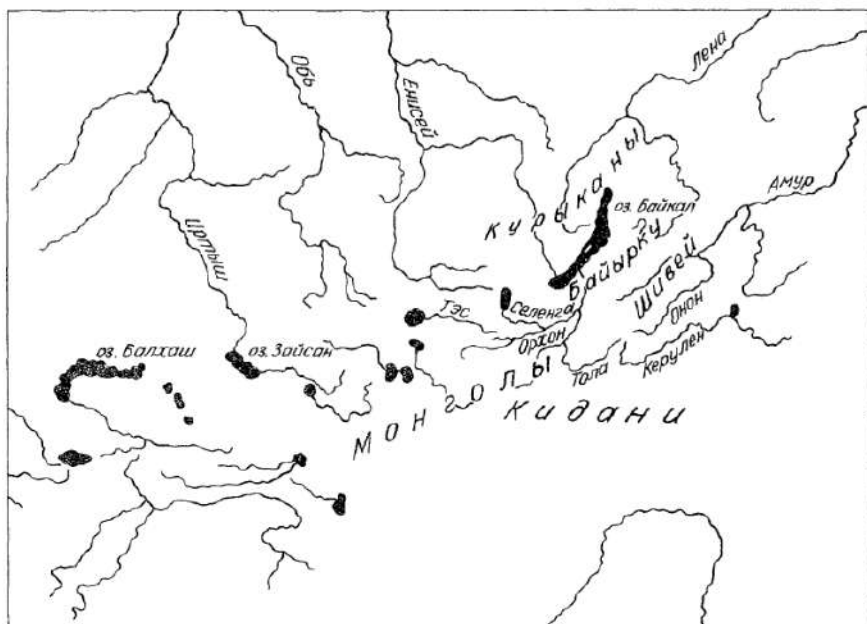 Обь
Енисей
Лена
Амур
Курыканы
оз. Байкал
Байырку
Шивей
Иртыш
Тэс
Селенга
Орхон
Онон
Тола
Керулен
оз. Балхаш
оз. Зайсан
Монголы
Кидани